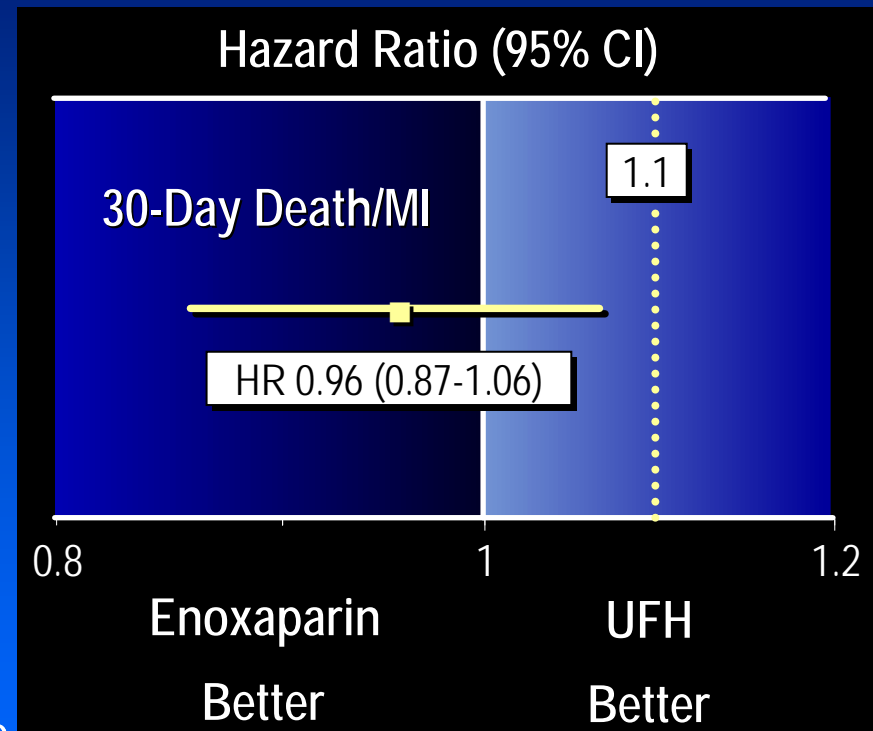 Hazard Ratio (95% CI)
1.1
30-Day Death/MI
HR 0.96 (0.87-1.06)
0.8 1 1.2
Enoxaparin UFH
Better Better